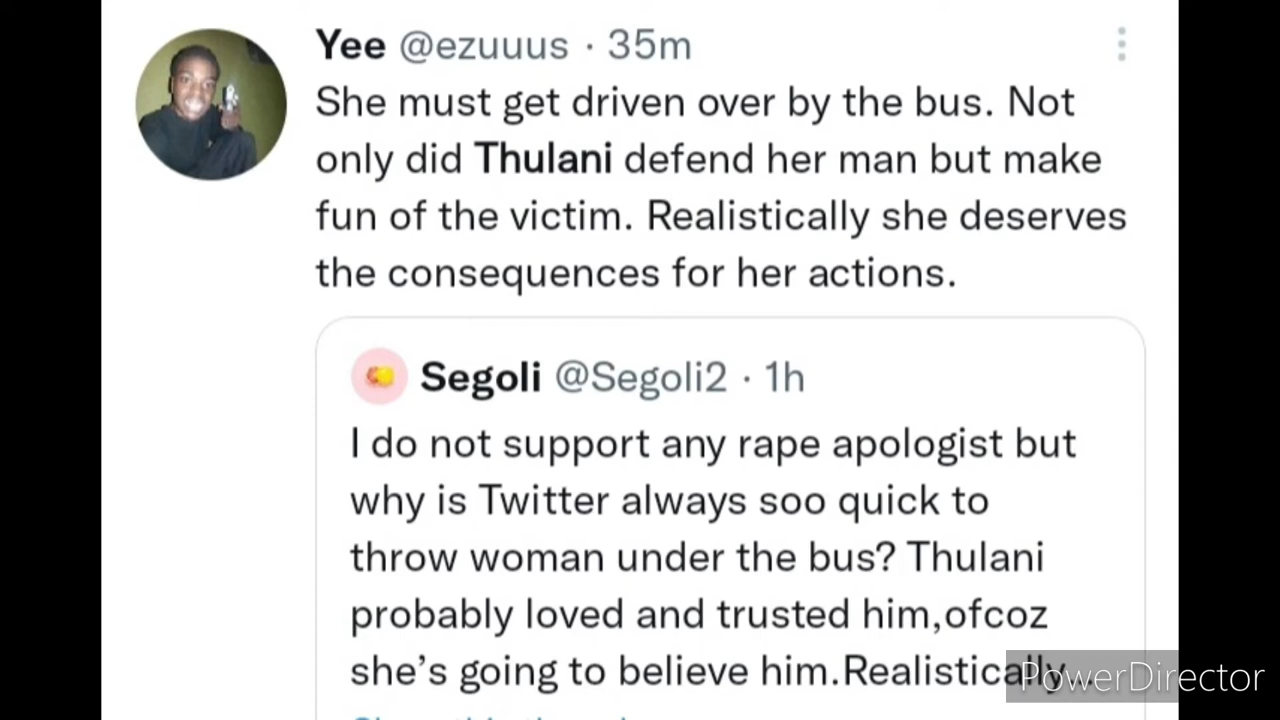 Yee @ezuuus · 35m
She must get driven over by the bus. Not
only did Thulani defend her man but make
fun of the victim. Realistically she deserves
the consequences for her actions.
Segoli @Segoli2 · 1h
I do not support any rape apologist but
why is Twitter always soo quick to
throw woman under the bus? Thulani
probably loved and trusted him,ofcoz
she's going to believe him.Realistically
PowerDirector